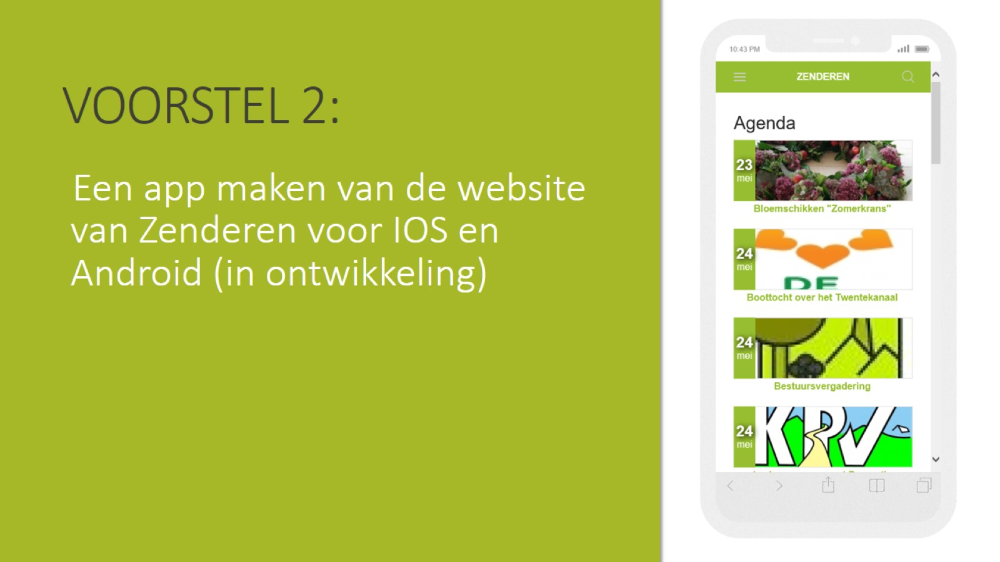 VOORSTEL 2:
Een app maken van de website
van Zenderen voor IOS en
Android (in ontwikkeling)
10:43 PM
ZENDEREN
Agenda
23
mei
Bloemschikken "Zomerkrans"
24
mei
DE
Boottocht over het Twentekanaal
24
mei
Bestuursvergadering
24
mei
KPV